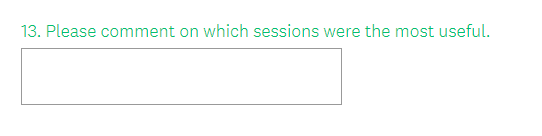 13. Please comment on which sessions were the most useful.